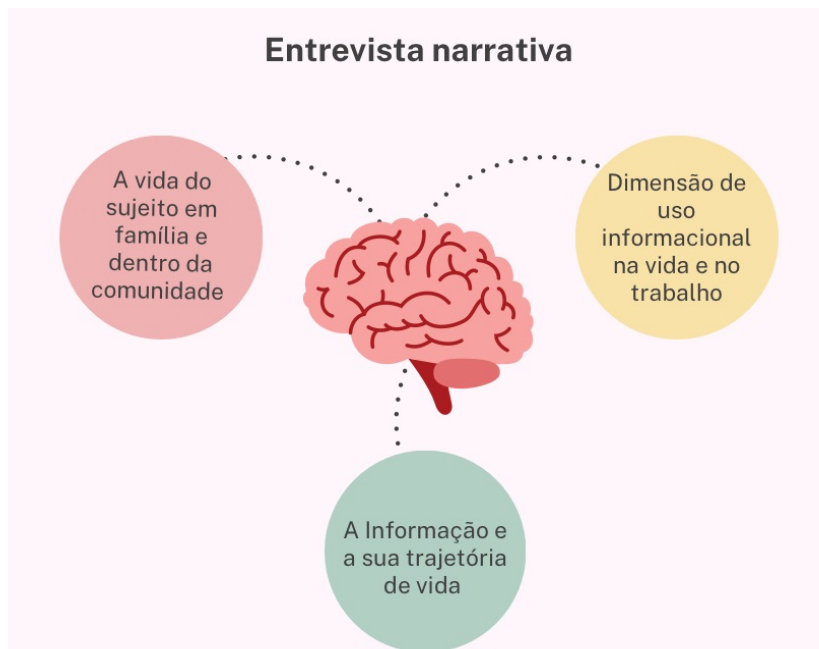 Entrevista narrativa
A vida do
sujeito em
família e
dentro da
comunidade
Dimensão de
uso
informacional
na vida e no
trabalho
A Informação e
a sua trajetória
de vida